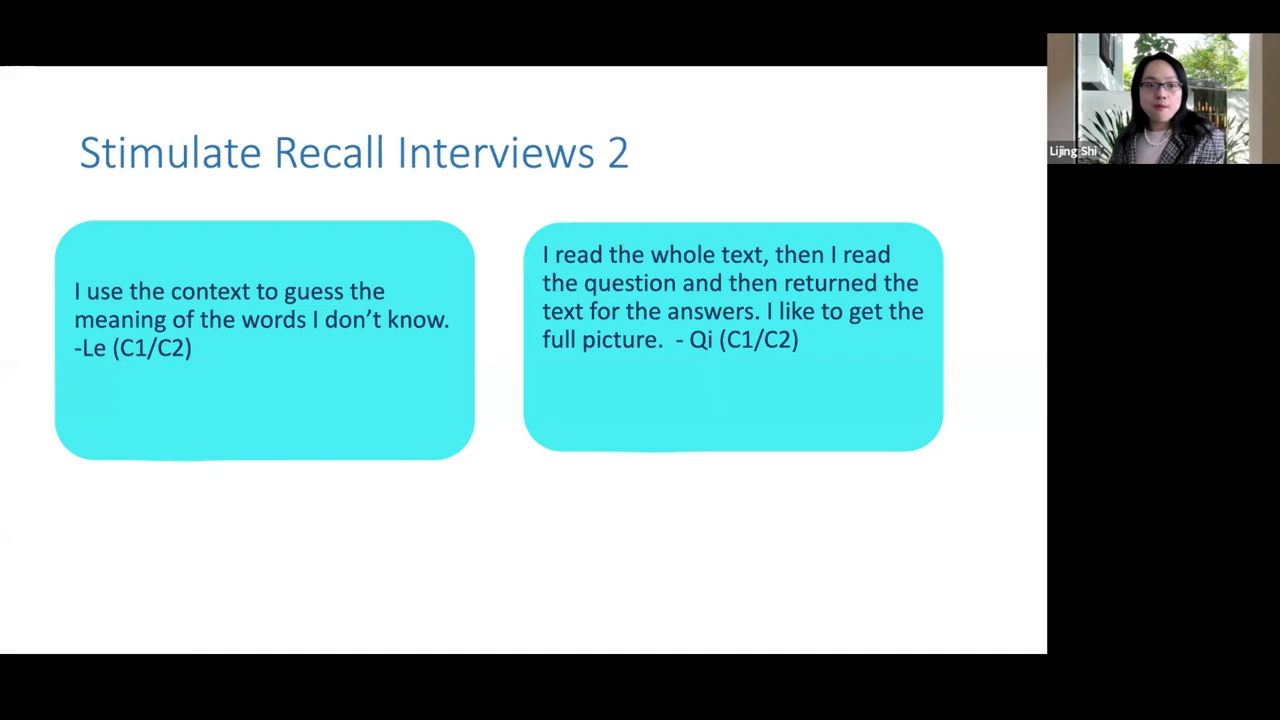 Stimulate Recall Interviews 2
I use the context to guess the
meaning of the words I don’t know.
-Le (C1/C2)
I read the whole text, then I read
the question and then returned the
text for the answers. I like to get the
full picture.  - Qi (C1/C2)
Lijing Shi